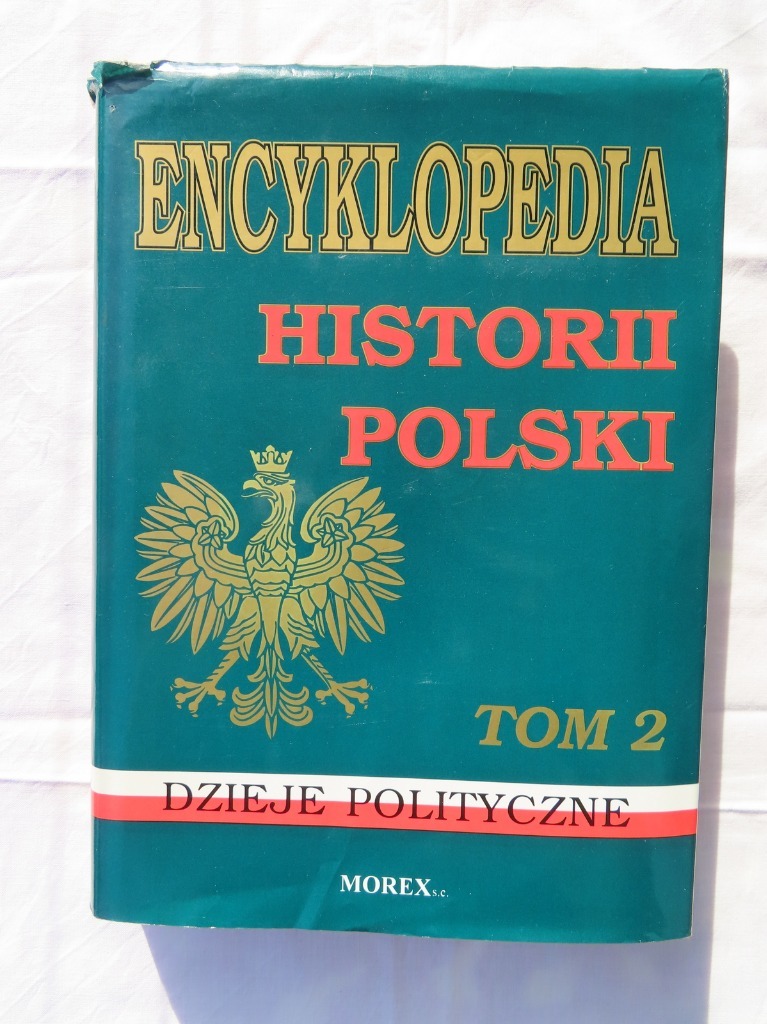 ENCYKLOPEDIA
HISTORII
POLSKI
TOM 2
DZIEJE POLITYCZNE
MOREX s.c.